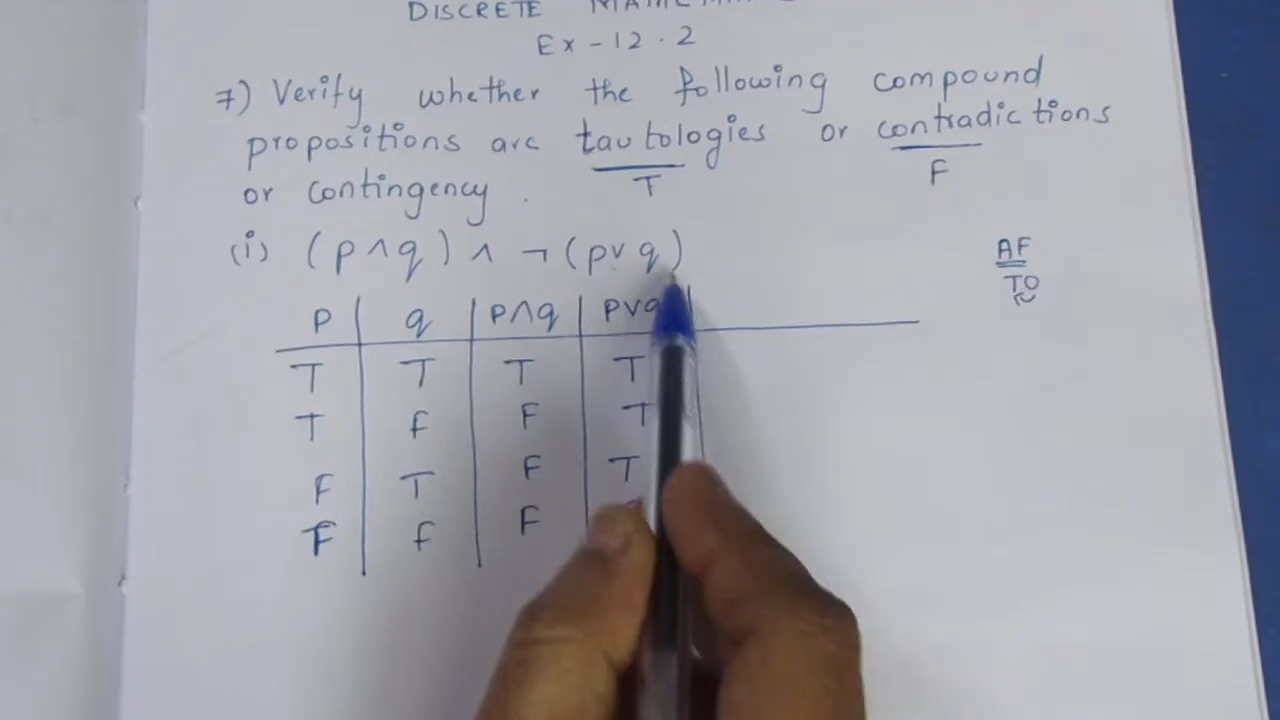 DISCRETE
Ex - 12.2
7) Verify whether the following compound
propositions are tautologies or contradictions
T F
or contingency.
(i) (p ∧ q) ∧ ¬ (p ∨ q)
AF
TO
p q p∧q p∨q
T T T T
T F F T
F T F T
F F F